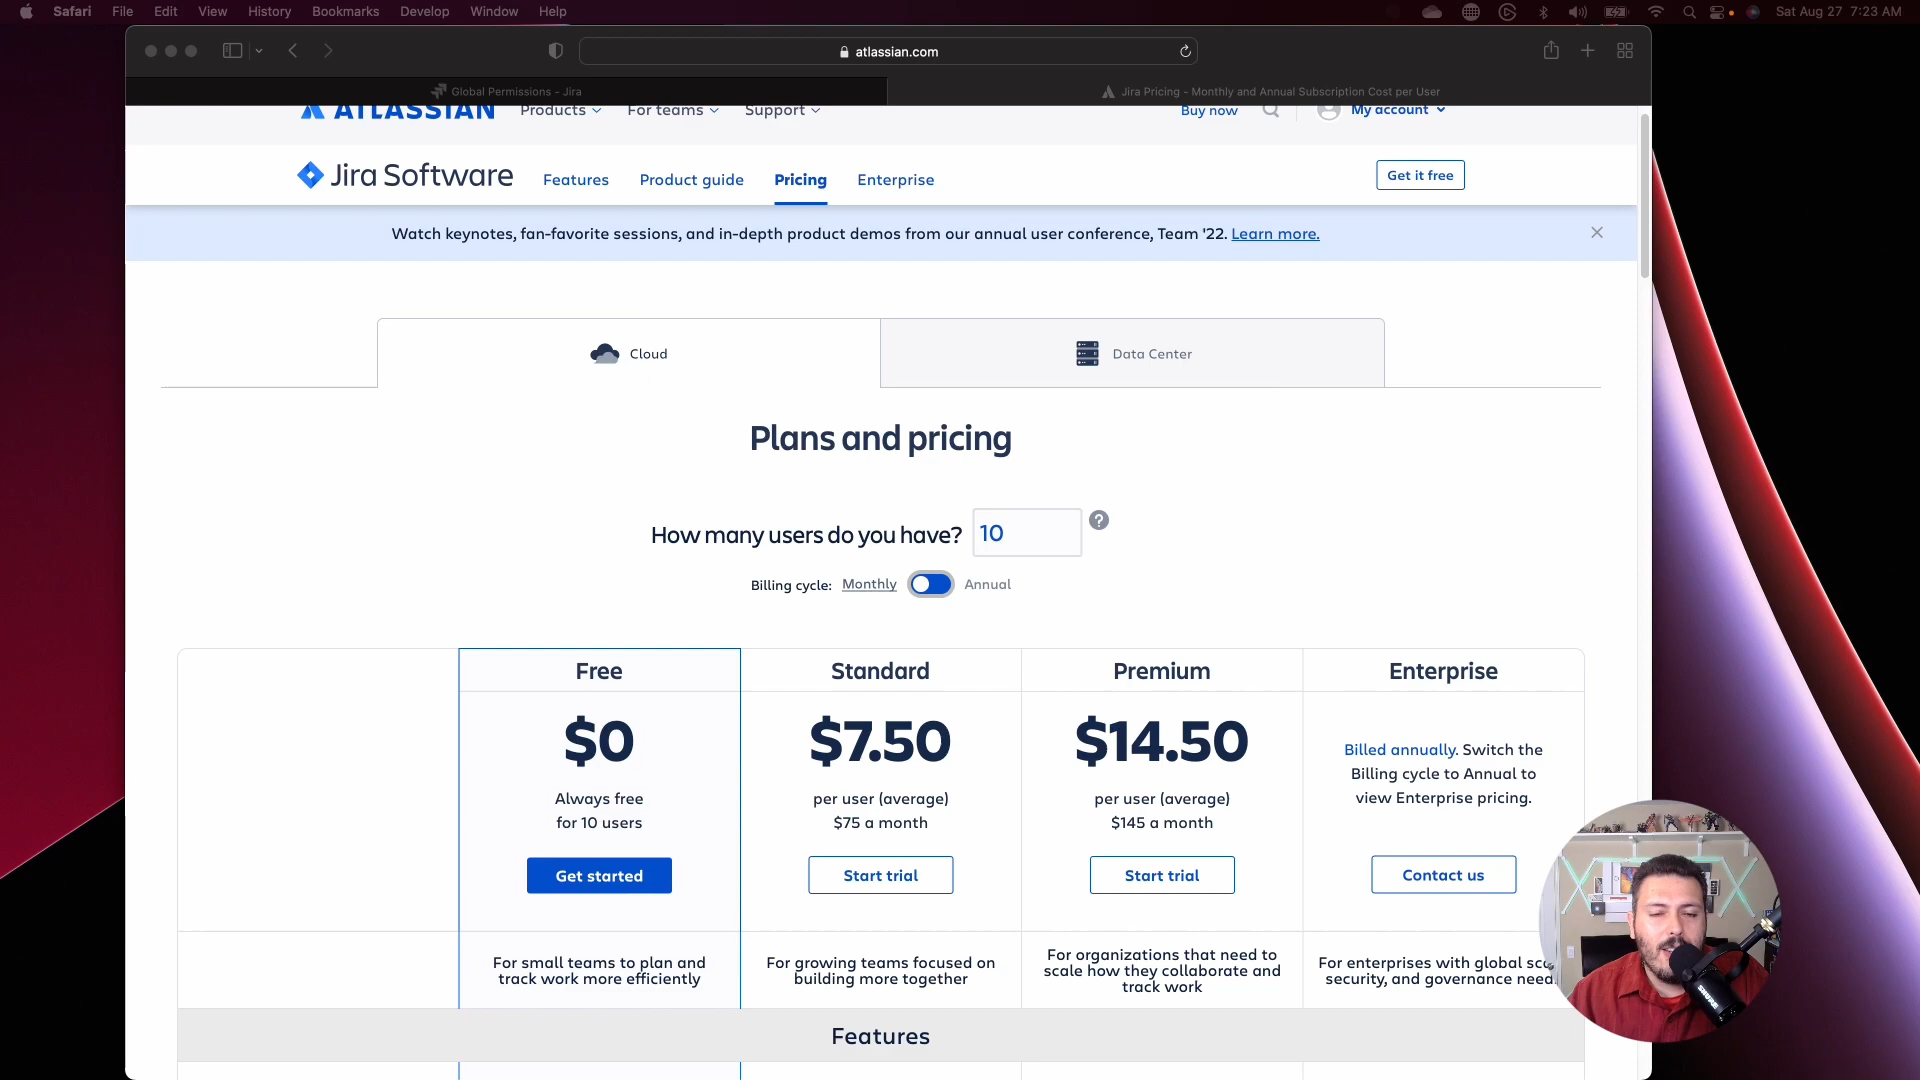 Safari File Edit View History Bookmarks Develop Window Help
Sat Aug 27 7:23 AM
atlassian.com
Global Permissions - Jira
Jira Pricing - Monthly and Annual Subscription Cost per User
ATLASSIAN Products For teams Support Buy now My account
Jira Software Features Product guide Pricing Enterprise Get it free
Watch keynotes, fan-favorite sessions, and in-depth product demos from our annual user conference, Team '22. Learn more.
Cloud
Data Center
Plans and pricing
How many users do you have? 10 ?
Billing cycle: Monthly Annual
Free
$0
Always free
for 10 users
Get started
For small teams to plan and
track work more efficiently
Standard
$7.50
per user (average)
$75 a month
Start trial
For growing teams focused on
building more together
Premium
$14.50
per user (average)
$145 a month
Start trial
For organizations that need to
scale how they collaborate and
track work
Enterprise
Billed annually. Switch the
Billing cycle to Annual to
view Enterprise pricing.
Contact us
For enterprises with global
security, and governance
Features
SHURE